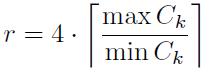 r = 4 · ⌈ max C_k / min C_k ⌉